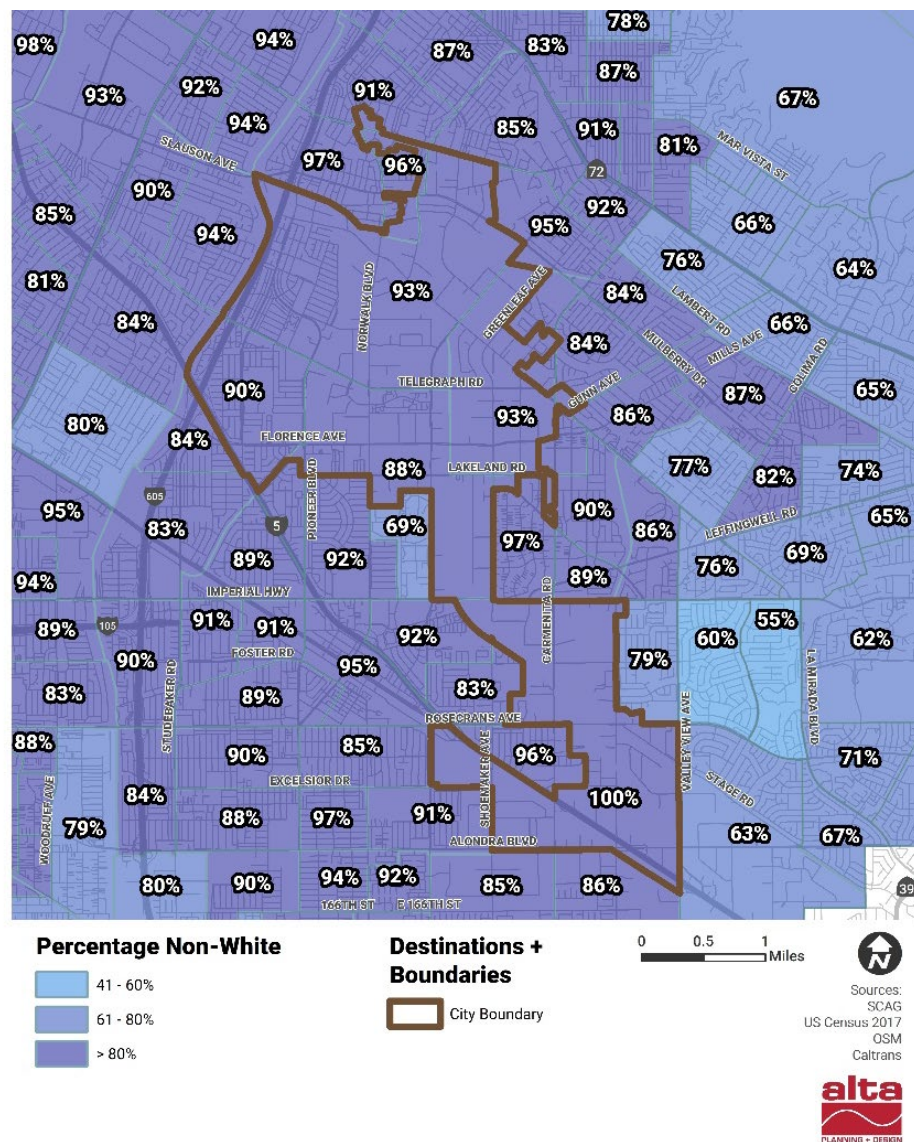 78%
98%
94%
87%
83%
87%
93%
92%
91%
67%
94%
85%
91%
81%
MAR VISTA ST
SLAUSON AVE
97%
96%
72
90%
92%
85%
94%
95%
66%
81%
76%
64%
NORWALK BLVD
93%
GREENLEAF AVE
84%
LAMBERT RD
84%
66%
84%
MULBERRY DR
MILLS AVE
COLIMA RD
90%
TELEGRAPH RD
GUNN AVE
87%
65%
80%
93%
86%
84%
FLORENCE AVE
88%
LAKELAND RD
77%
82%
74%
95%
605
PIONEER BLVD
83%
5
69%
90%
86%
LEFFINGWELL RD
65%
97%
89%
92%
69%
94%
89%
76%
IMPERIAL HWY
CARMENITA RD
89%
105
91%
91%
92%
60%
55%
62%
FOSTER RD
90%
95%
79%
83%
STUDEBAKER RD
89%
83%
LA MIRADA BLVD
ROSECRANS AVE
VALLEY VIEW AVE
88%
90%
85%
96%
71%
WOODRUFF AVE
EXCELSIOR DR
SHOEMAKER AVE
STAGE RD
84%
100%
79%
88%
97%
91%
63%
67%
ALONDRA BLVD
80%
90%
94%
92%
85%
86%
39
166TH ST
E 166TH ST
Percentage Non-White
41 - 60%
61 - 80%
> 80%
Destinations +
Boundaries
City Boundary
0 0.5 1
Miles
N
Sources:
SCAG
US Census 2017
OSM
Caltrans
alta
PLANNING + DESIGN